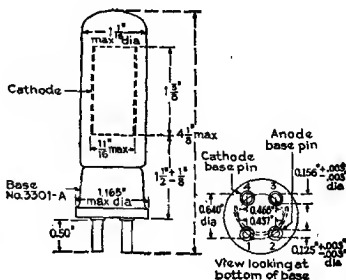 1 1/16"
max dia
Cathode
1 5/8"
11/16" max
4 1/8" max
1 1/2" ± 1/8"
Base
No.3301-A
1.165"
max dia
0.50"
Cathode
base pin
Anode
base pin
4 3
0.156"+.003"
-.005"
dia
0.640"
dia
0.466"
0.437"
1 2
0.125"+.003"
-.003"
dia
View looking at
bottom of base